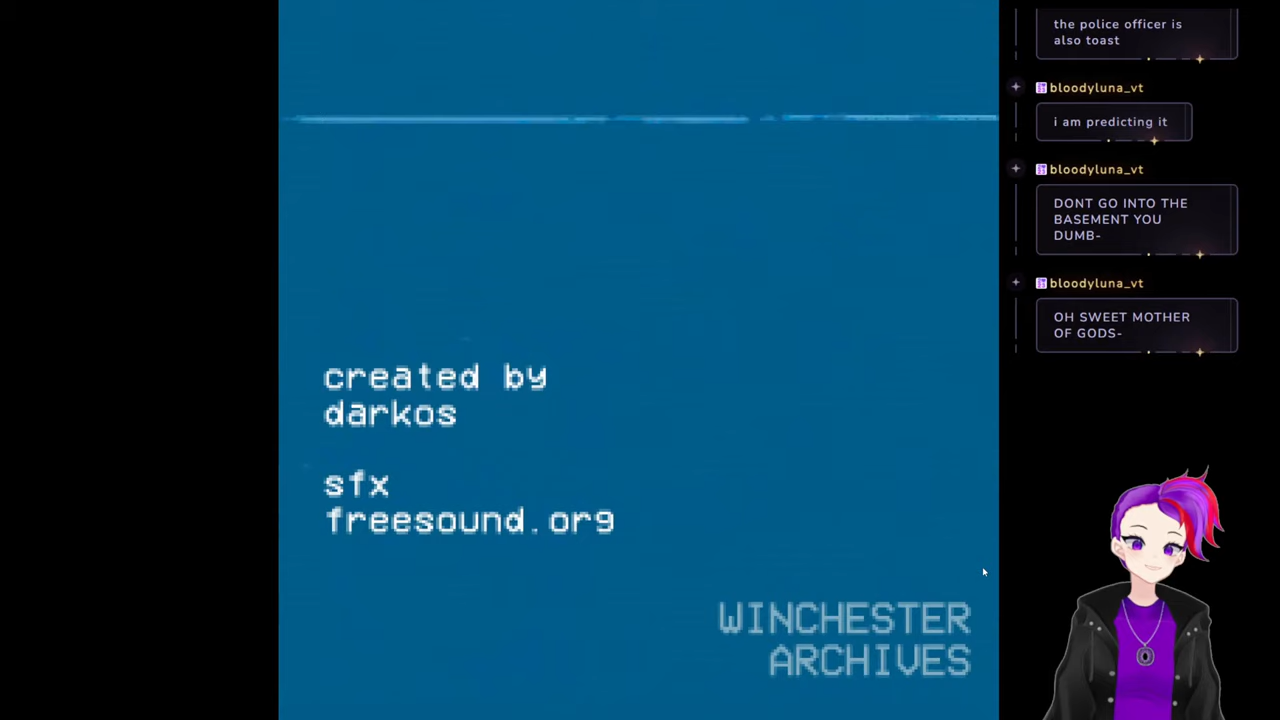 created by
darkos
sfx
freesound.org
WINCHESTER
ARCHIVES
the police officer is
also toast
bloodyluna_vt
i am predicting it
bloodyluna_vt
DONT GO INTO THE
BASEMENT YOU
DUMB-
bloodyluna_vt
OH SWEET MOTHER
OF GODS-